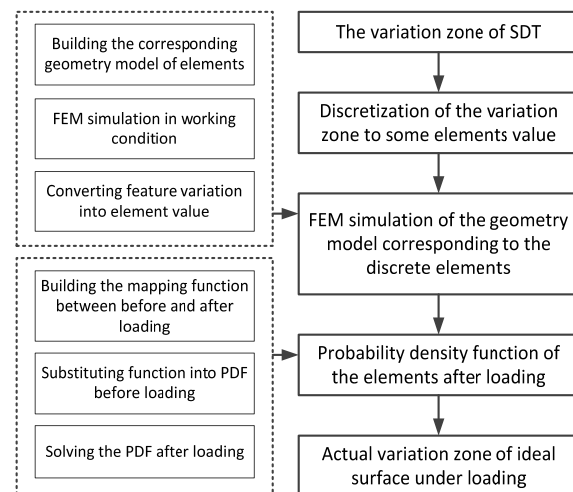 Building the corresponding
geometry model of elements
FEM simulation in working
condition
Converting feature variation
into element value
Building the mapping function
between before and after
loading
Substituting function into PDF
before loading
Solving the PDF after loading
The variation zone of SDT
Discretization of the variation
zone to some elements value
FEM simulation of the geometry
model corresponding to the
discrete elements
Probability density function of
the elements after loading
Actual variation zone of ideal
surface under loading